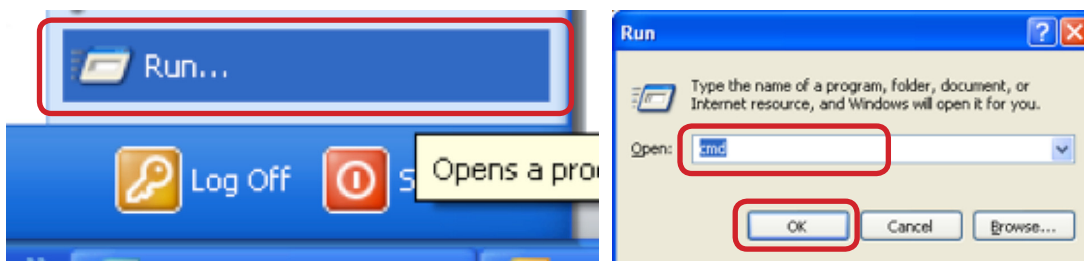 Run...
Log Off
Opens a pro
Run
Type the name of a program, folder, document, or
Internet resource, and Windows will open it for you.
Open: cmd
OK Cancel Browse...